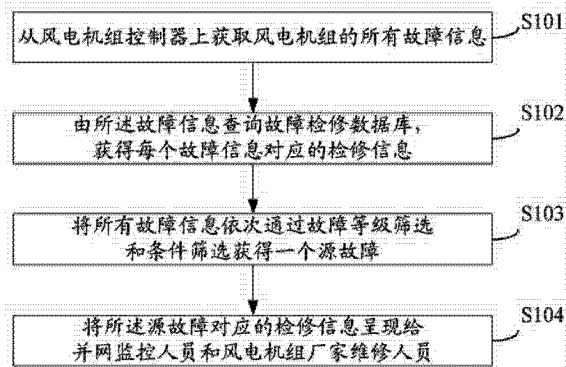 S101
从风电机组控制器上获取风电机组的所有故障信息
S102
由所述故障信息查询故障检修数据库,
获得每个故障信息对应的检修信息
S103
将所有故障信息依次通过故障等级筛选
和条件筛选获得一个源故障
S104
将所述源故障对应的检修信息呈现给
并网监控人员和风电机组厂家维修人员